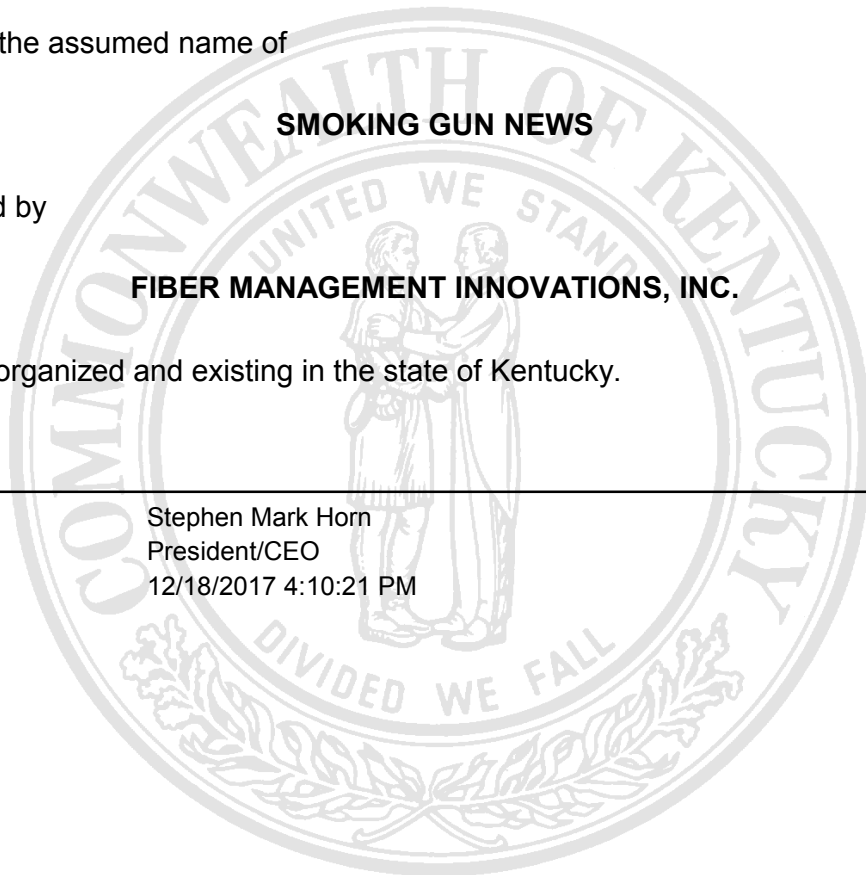 the assumed name of
SMOKING GUN NEWS
d by
FIBER MANAGEMENT INNOVATIONS, INC.
organized and existing in the state of Kentucky.
Stephen Mark Horn
President/CEO
12/18/2017 4:10:21 PM
COMMONWEALTH OF KENTUCKY
UNITED WE STAND
DIVIDED WE FALL